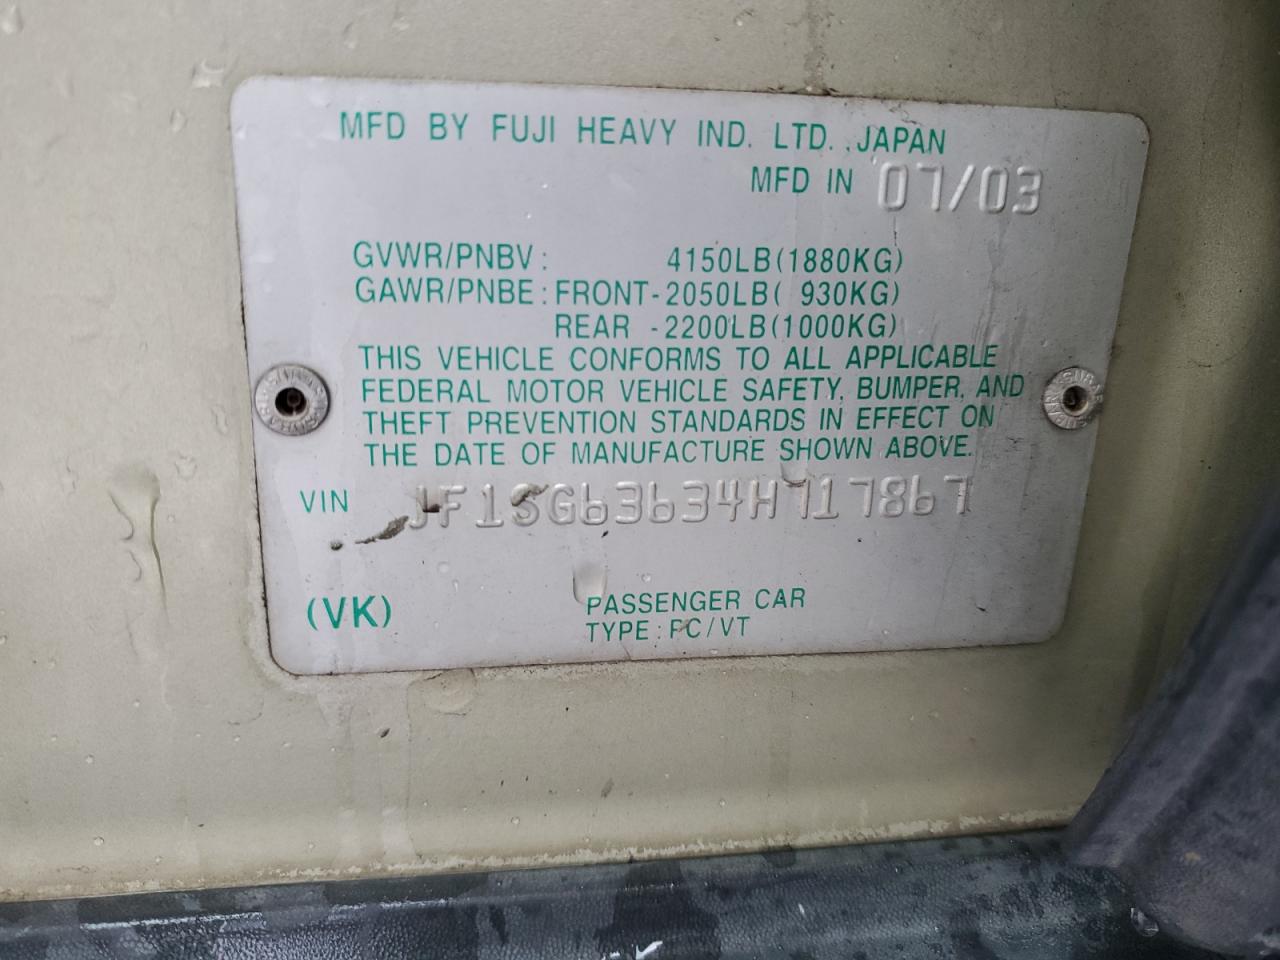 MFD BY FUJI HEAVY IND. LTD. JAPAN
MFD IN 07/03
GVWR/PNBV: 4150LB(1880KG)
GAWR/PNBE: FRONT-2050LB( 930KG)
REAR -2200LB(1000KG)
THIS VEHICLE CONFORMS TO ALL APPLICABLE
FEDERAL MOTOR VEHICLE SAFETY, BUMPER, AND
THEFT PREVENTION STANDARDS IN EFFECT ON
THE DATE OF MANUFACTURE SHOWN ABOVE.
VIN JF1SG63634H717867
(VK)
PASSENGER CAR
TYPE: PC/VT